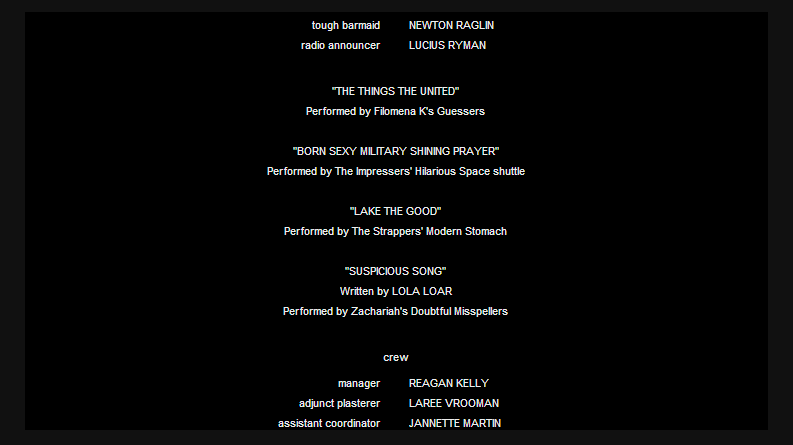 tough barmaid NEWTON RAGLIN
radio announcer LUCIUS RYMAN
"THE THINGS THE UNITED"
Performed by Filomena K's Guessers
"BORN SEXY MILITARY SHINING PRAYER"
Performed by The Impressers' Hilarious Space shuttle
"LAKE THE GOOD"
Performed by The Strappers' Modern Stomach
"SUSPICIOUS SONG"
Written by LOLA LOAR
Performed by Zachariah's Doubtful Misspellers
crew
manager REAGAN KELLY
adjunct plasterer LAREE VROOMAN
assistant coordinator JANNETTE MARTIN